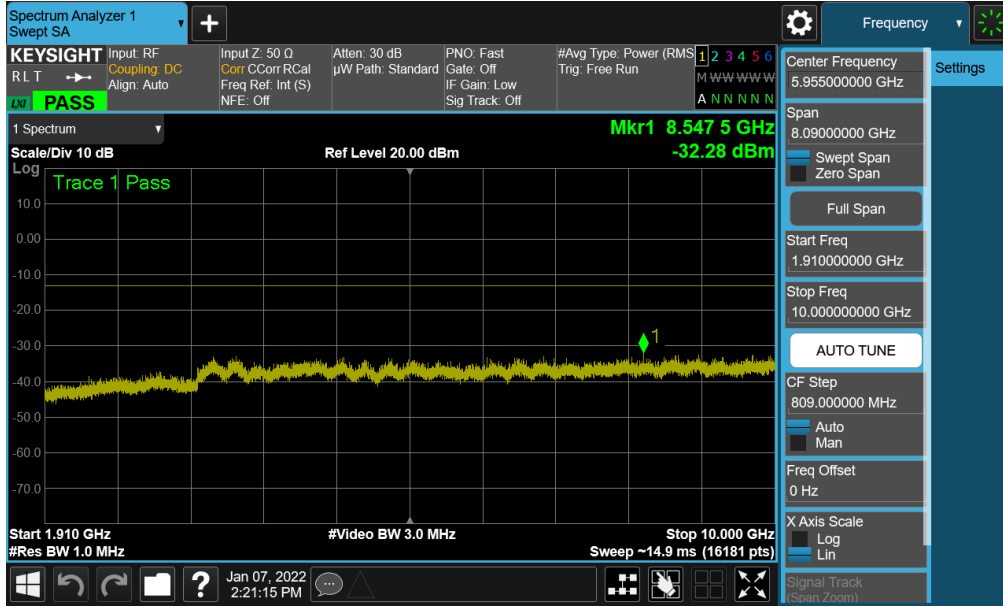 Spectrum Analyzer 1
Swept SA
Frequency
KEYSIGHT
R L T
LXI PASS
Input: RF
Coupling: DC
Align: Auto
Input Z: 50 Ω
Corr CCorr RCal
Freq Ref: Int (S)
NFE: Off
Atten: 30 dB
µW Path: Standard
PNO: Fast
Gate: Off
IF Gain: Low
Sig Track: Off
#Avg Type: Power (RMS
Trig: Free Run
1 2 3 4 5 6
M W W W W W
A N N N N N
1 Spectrum
Scale/Div 10 dB
Ref Level 20.00 dBm
Mkr1 8.547 5 GHz
-32.28 dBm
Log
Trace 1 Pass
10.0
0.00
-10.0
-20.0
-30.0
-40.0
-50.0
-60.0
-70.0
1
Start 1.910 GHz
#Video BW 3.0 MHz
Stop 10.000 GHz
#Res BW 1.0 MHz
Sweep ~14.9 ms (16181 pts)
?
Jan 07, 2022
2:21:15 PM
Center Frequency
5.955000000 GHz
Span
8.09000000 GHz
Swept Span
Zero Span
Full Span
Start Freq
1.910000000 GHz
Stop Freq
10.000000000 GHz
AUTO TUNE
CF Step
809.000000 MHz
Auto
Man
Freq Offset
0 Hz
X Axis Scale
Log
Lin
Signal Track
(Span Zoom)
Settings